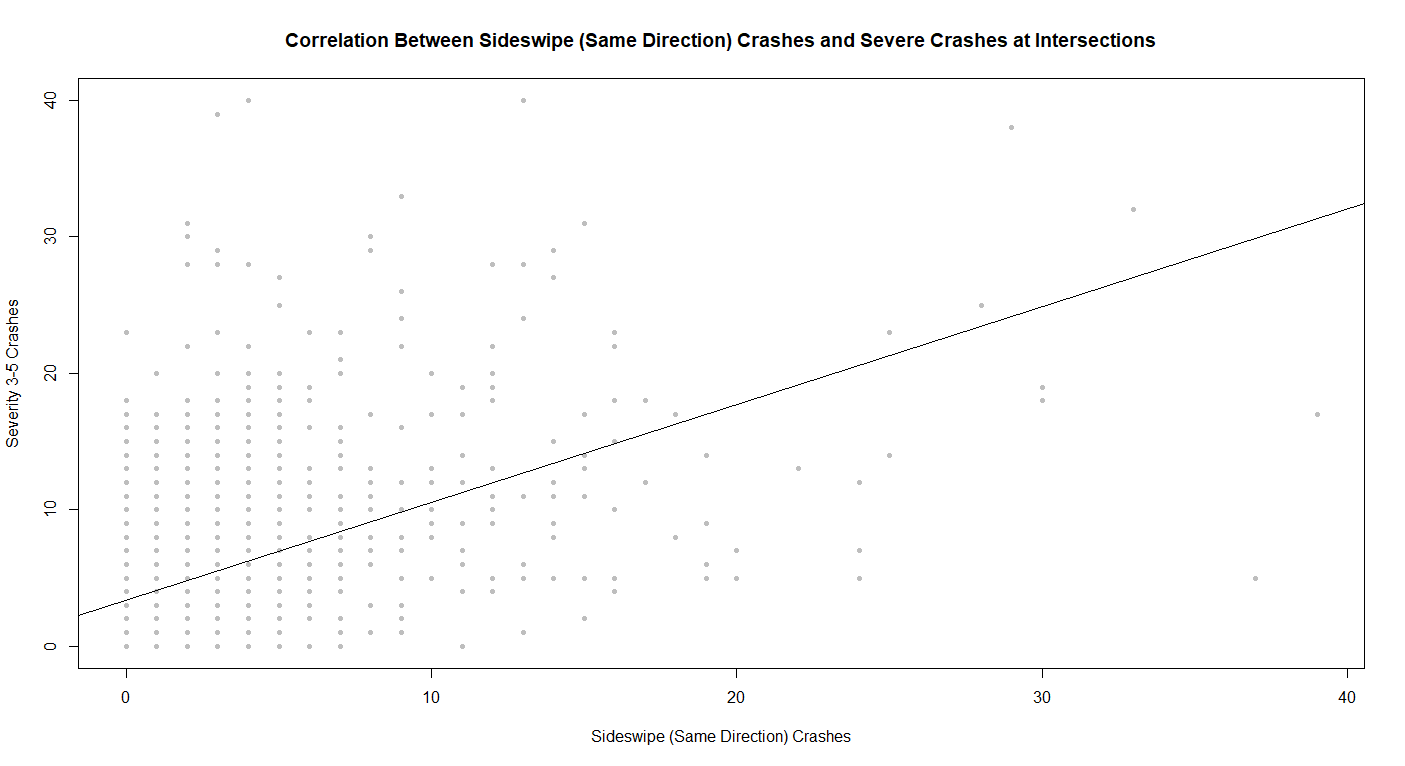 Correlation Between Sideswipe (Same Direction) Crashes and Severe Crashes at Intersections
Severity 3-5 Crashes
40
30
20
10
0
0 10 20 30 40
Sideswipe (Same Direction) Crashes